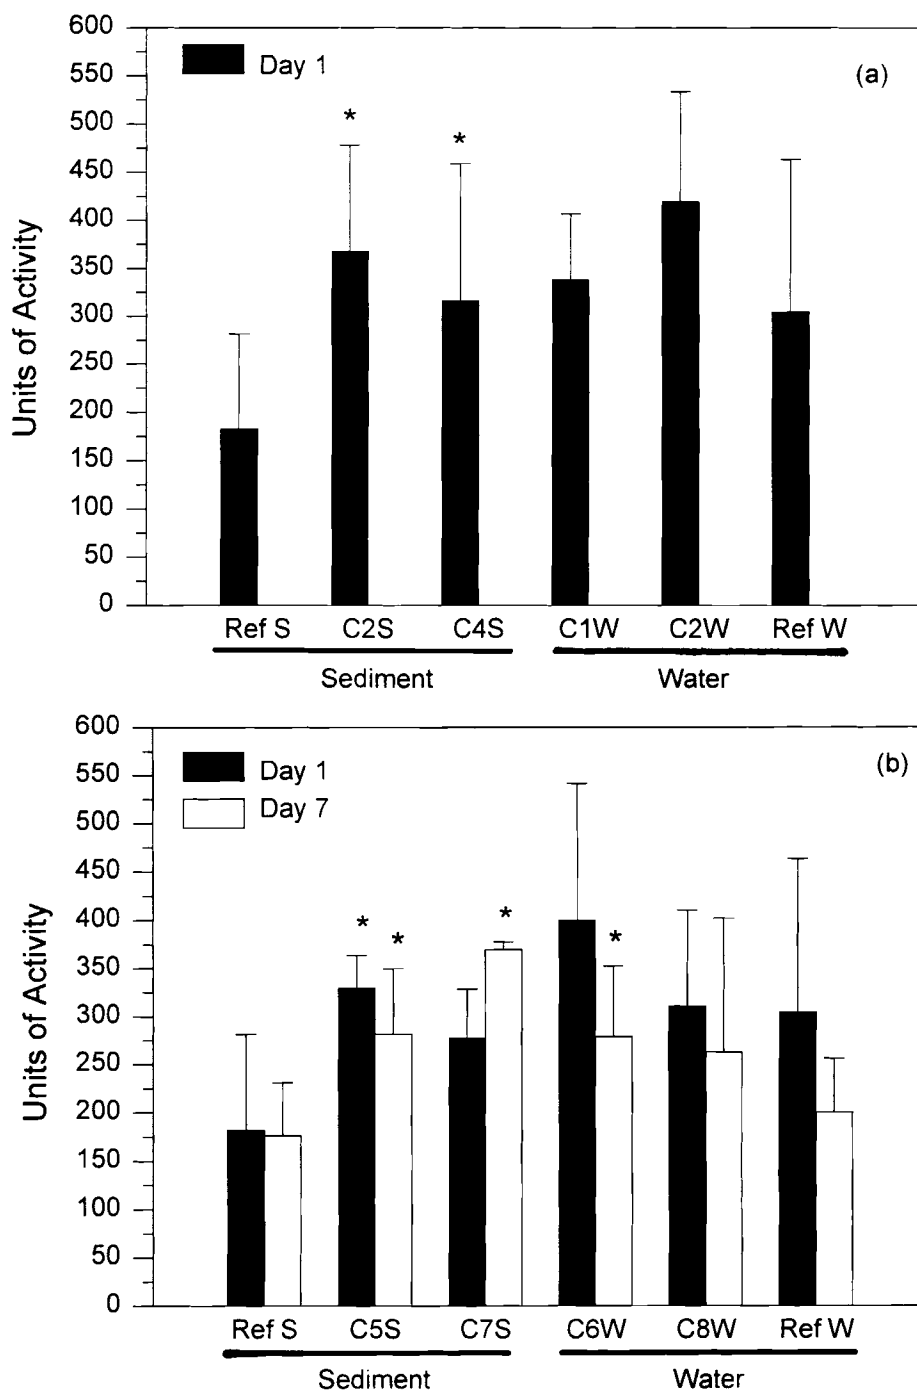 600
Day 1
(a)
550
500
*
*
450
400
350
300
250
200
150
100
50
0
Units of Activity
Ref S C2S C4S C1W C2W Ref W
Sediment Water
600
Day 1
(b)
550
Day 7
500
450
400
* * * *
350
300
250
200
150
100
50
0
Units of Activity
Ref S C5S C7S C6W C8W Ref W
Sediment Water